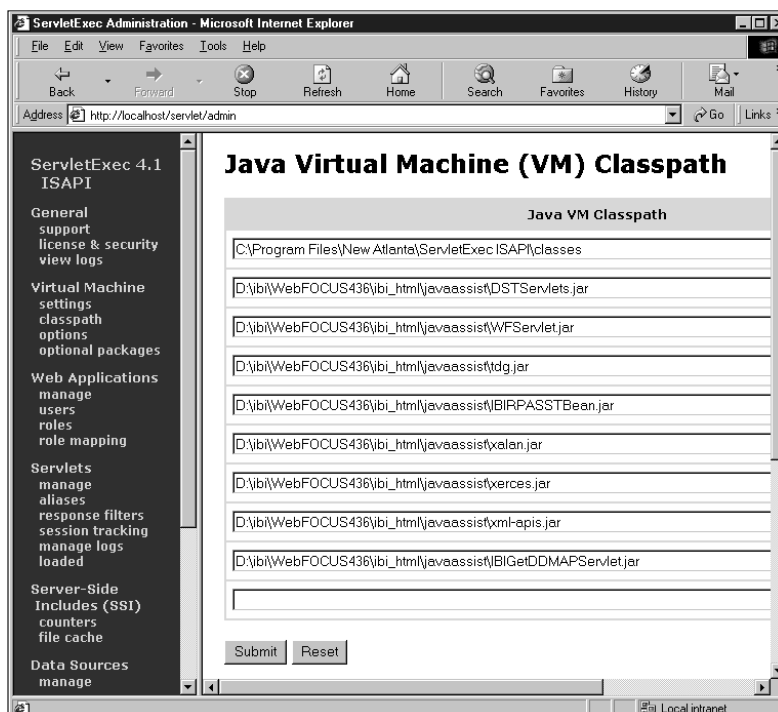 ServletExec Administration - Microsoft Internet Explorer
File Edit View Favorites Tools Help
Back Forward Stop Refresh Home Search Favorites History Mail
Address http://localhost/servlet/admin Go Links
ServletExec 4.1
ISAPI
General
support
license & security
view logs
Virtual Machine
settings
classpath
options
optional packages
Web Applications
manage
users
roles
role mapping
Servlets
manage
aliases
response filters
session tracking
manage logs
loaded
Server-Side
Includes (SSI)
counters
file cache
Data Sources
manage
Java Virtual Machine (VM) Classpath
Java VM Classpath
C:\Program Files\New Atlanta\ServletExec ISAPI\classes
D:\ibi\WebFOCUS436\ibi_html\javaassist\DSTServlets.jar
D:\ibi\WebFOCUS436\ibi_html\javaassist\WFServlet.jar
D:\ibi\WebFOCUS436\ibi_html\javaassist\tdg.jar
D:\ibi\WebFOCUS436\ibi_html\javaassist\IBIRPASSTBean.jar
D:\ibi\WebFOCUS436\ibi_html\javaassist\xalan.jar
D:\ibi\WebFOCUS436\ibi_html\javaassist\xerces.jar
D:\ibi\WebFOCUS436\ibi_html\javaassist\xml-apis.jar
D:\ibi\WebFOCUS436\ibi_html\javaassist\IBIGetDDMAPServlet.jar
Submit Reset
Local intranet